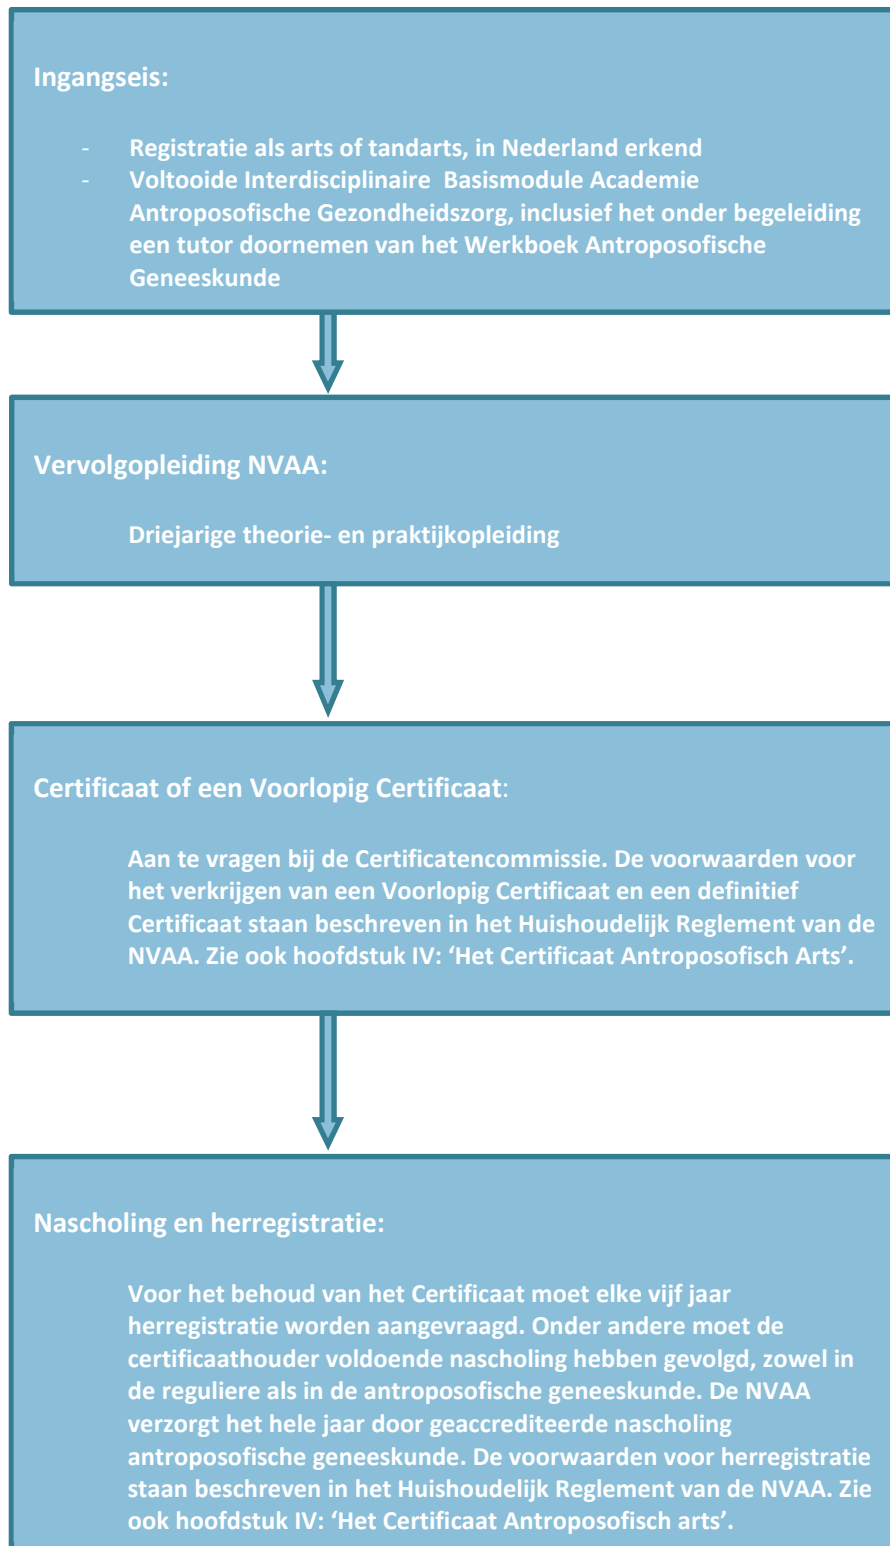 Ingangseis:
- Registratie als arts of tandarts, in Nederland erkend
- Voltooide Interdisciplinaire Basismodule Academie
Antroposofische Gezondheidszorg, inclusief het onder begeleiding
een tutor doornemen van het Werkboek Antroposofische
Geneeskunde
Vervolgopleiding NVAA:
Driejarige theorie- en praktijkopleiding
Certificaat of een Voorlopig Certificaat:
Aan te vragen bij de Certificatencommissie. De voorwaarden voor
het verkrijgen van een Voorlopig Certificaat en een definitief
Certificaat staan beschreven in het Huishoudelijk Reglement van de
NVAA. Zie ook hoofdstuk IV: ‘Het Certificaat Antroposofisch Arts’.
Nascholing en herregistratie:
Voor het behoud van het Certificaat moet elke vijf jaar
herregistratie worden aangevraagd. Onder andere moet de
certificaathouder voldoende nascholing hebben gevolgd, zowel in
de reguliere als in de antroposofische geneeskunde. De NVAA
verzorgt het hele jaar door geaccrediteerde nascholing
antroposofische geneeskunde. De voorwaarden voor herregistratie
staan beschreven in het Huishoudelijk Reglement van de NVAA. Zie
ook hoofdstuk IV: ‘Het Certificaat Antroposofisch arts’.